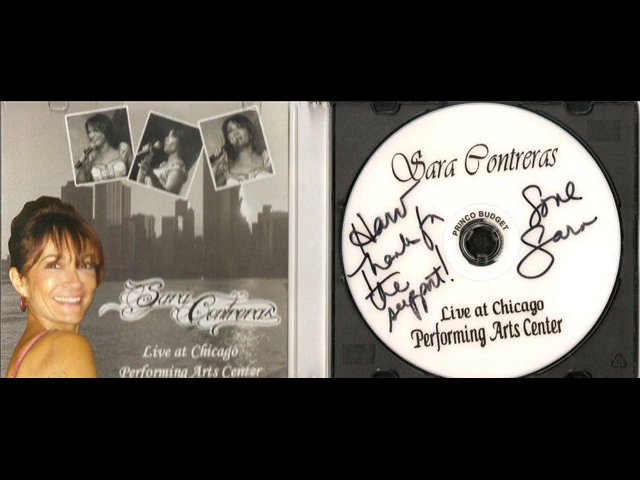 Sara
Contreras
Live at Chicago
Performing Arts Center
Sara Contreras
PRINCO BUDGET
Thanks for
the
support!
Love
Sara
Live at Chicago
Performing Arts Center